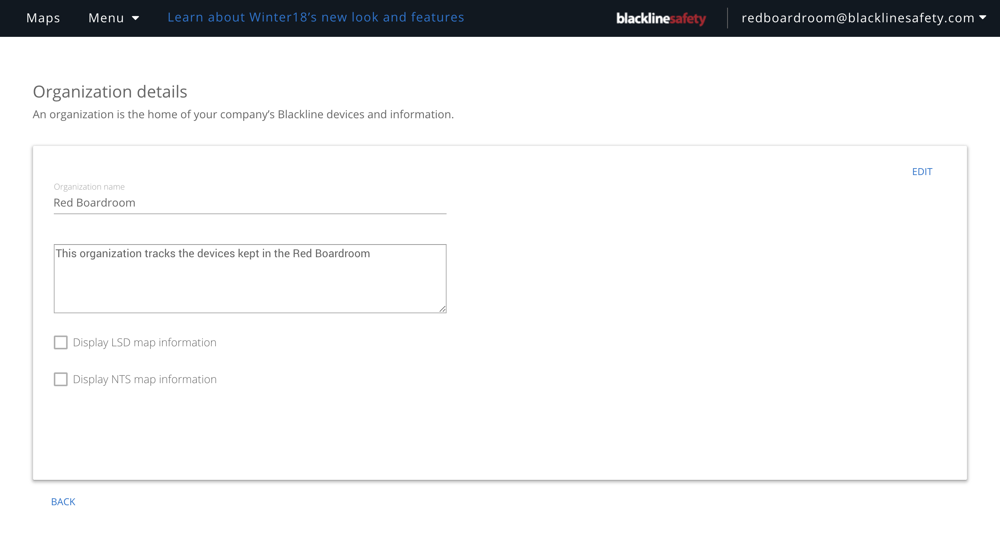 Maps Menu Learn about Winter18’s new look and features blacklinesafety redboardroom@blacklinesafety.com
Organization details
An organization is the home of your company’s Blackline devices and information.
EDIT
Organization name
Red Boardroom
This organization tracks the devices kept in the Red Boardroom
Display LSD map information
Display NTS map information
BACK